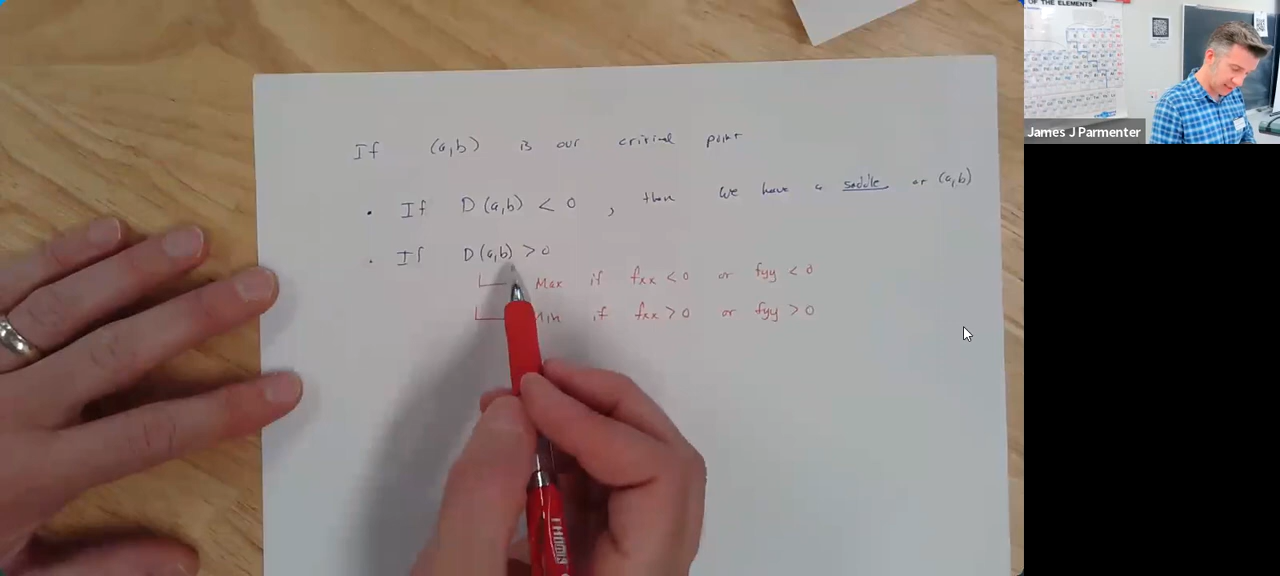 If (a,b) is our critical point
• If D(a,b) < 0, then we have a saddle at (a,b)
• If D(a,b) > 0
Max if fxx < 0 or fyy < 0
Min if fxx > 0 or fyy > 0
OF THE ELEMENTS
James J Parmenter